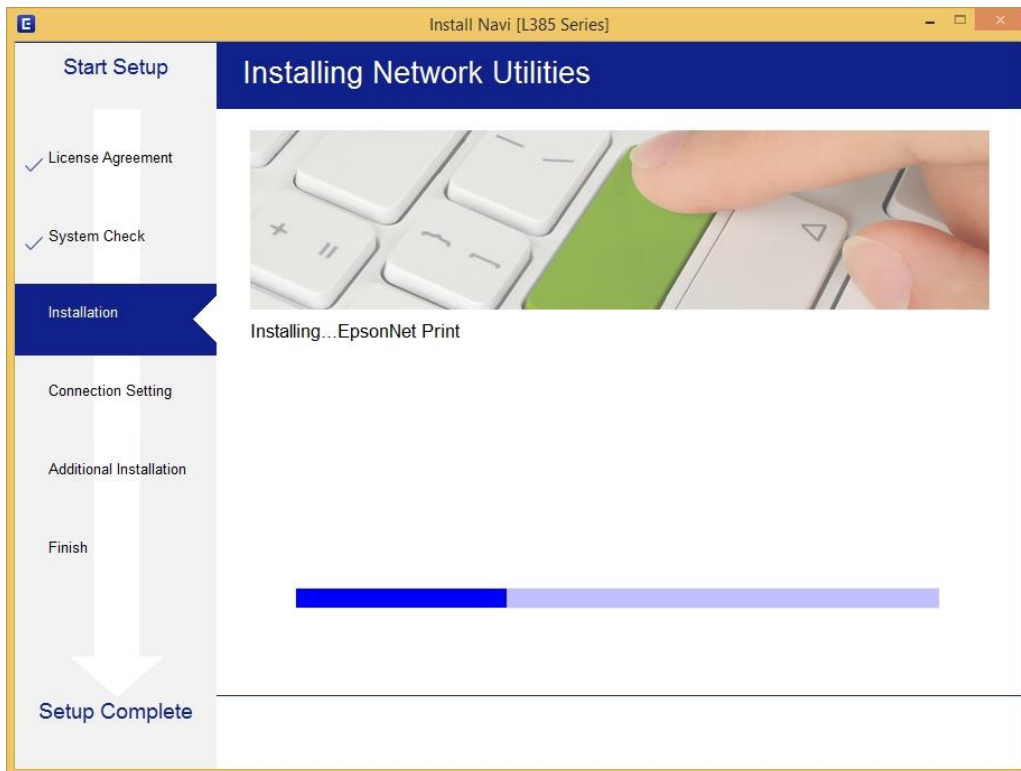 Install Navi [L385 Series]
Start Setup
Installing Network Utilities
License Agreement
System Check
Installation
Installing...EpsonNet Print
Connection Setting
Additional Installation
Finish
Setup Complete